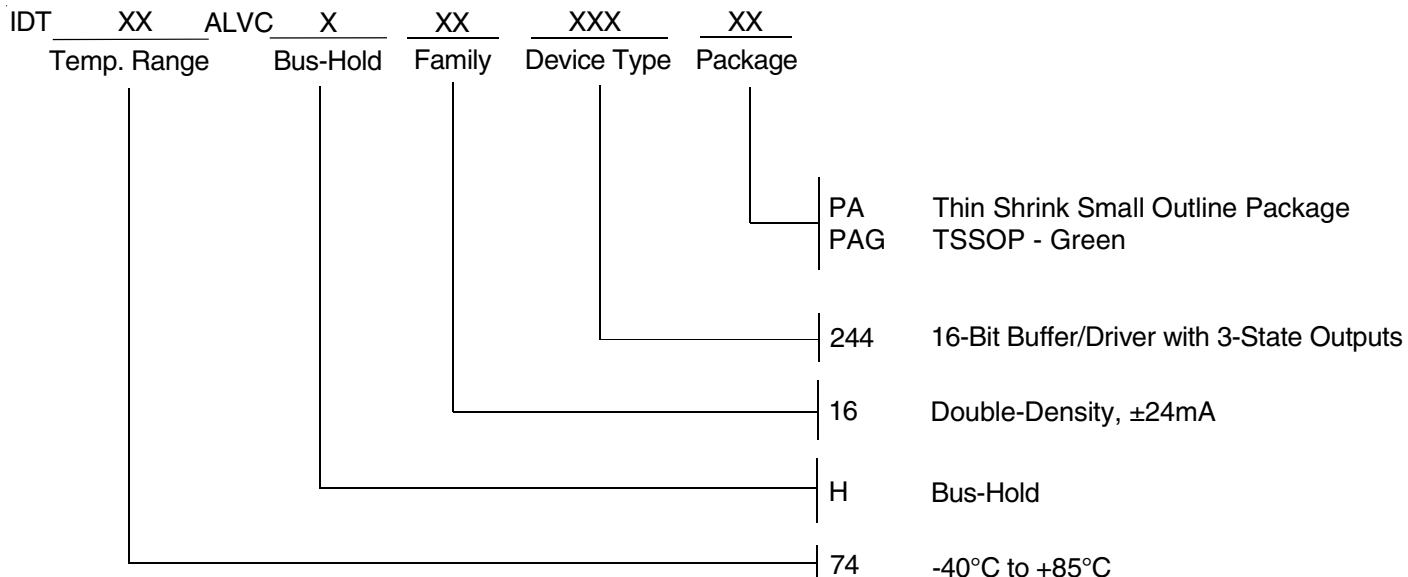 IDT XX ALVC X XX XXX XX
Temp. Range Bus-Hold Family Device Type Package
PA Thin Shrink Small Outline Package
PAG TSSOP - Green
244 16-Bit Buffer/Driver with 3-State Outputs
16 Double-Density, ±24mA
H Bus-Hold
74 -40°C to +85°C